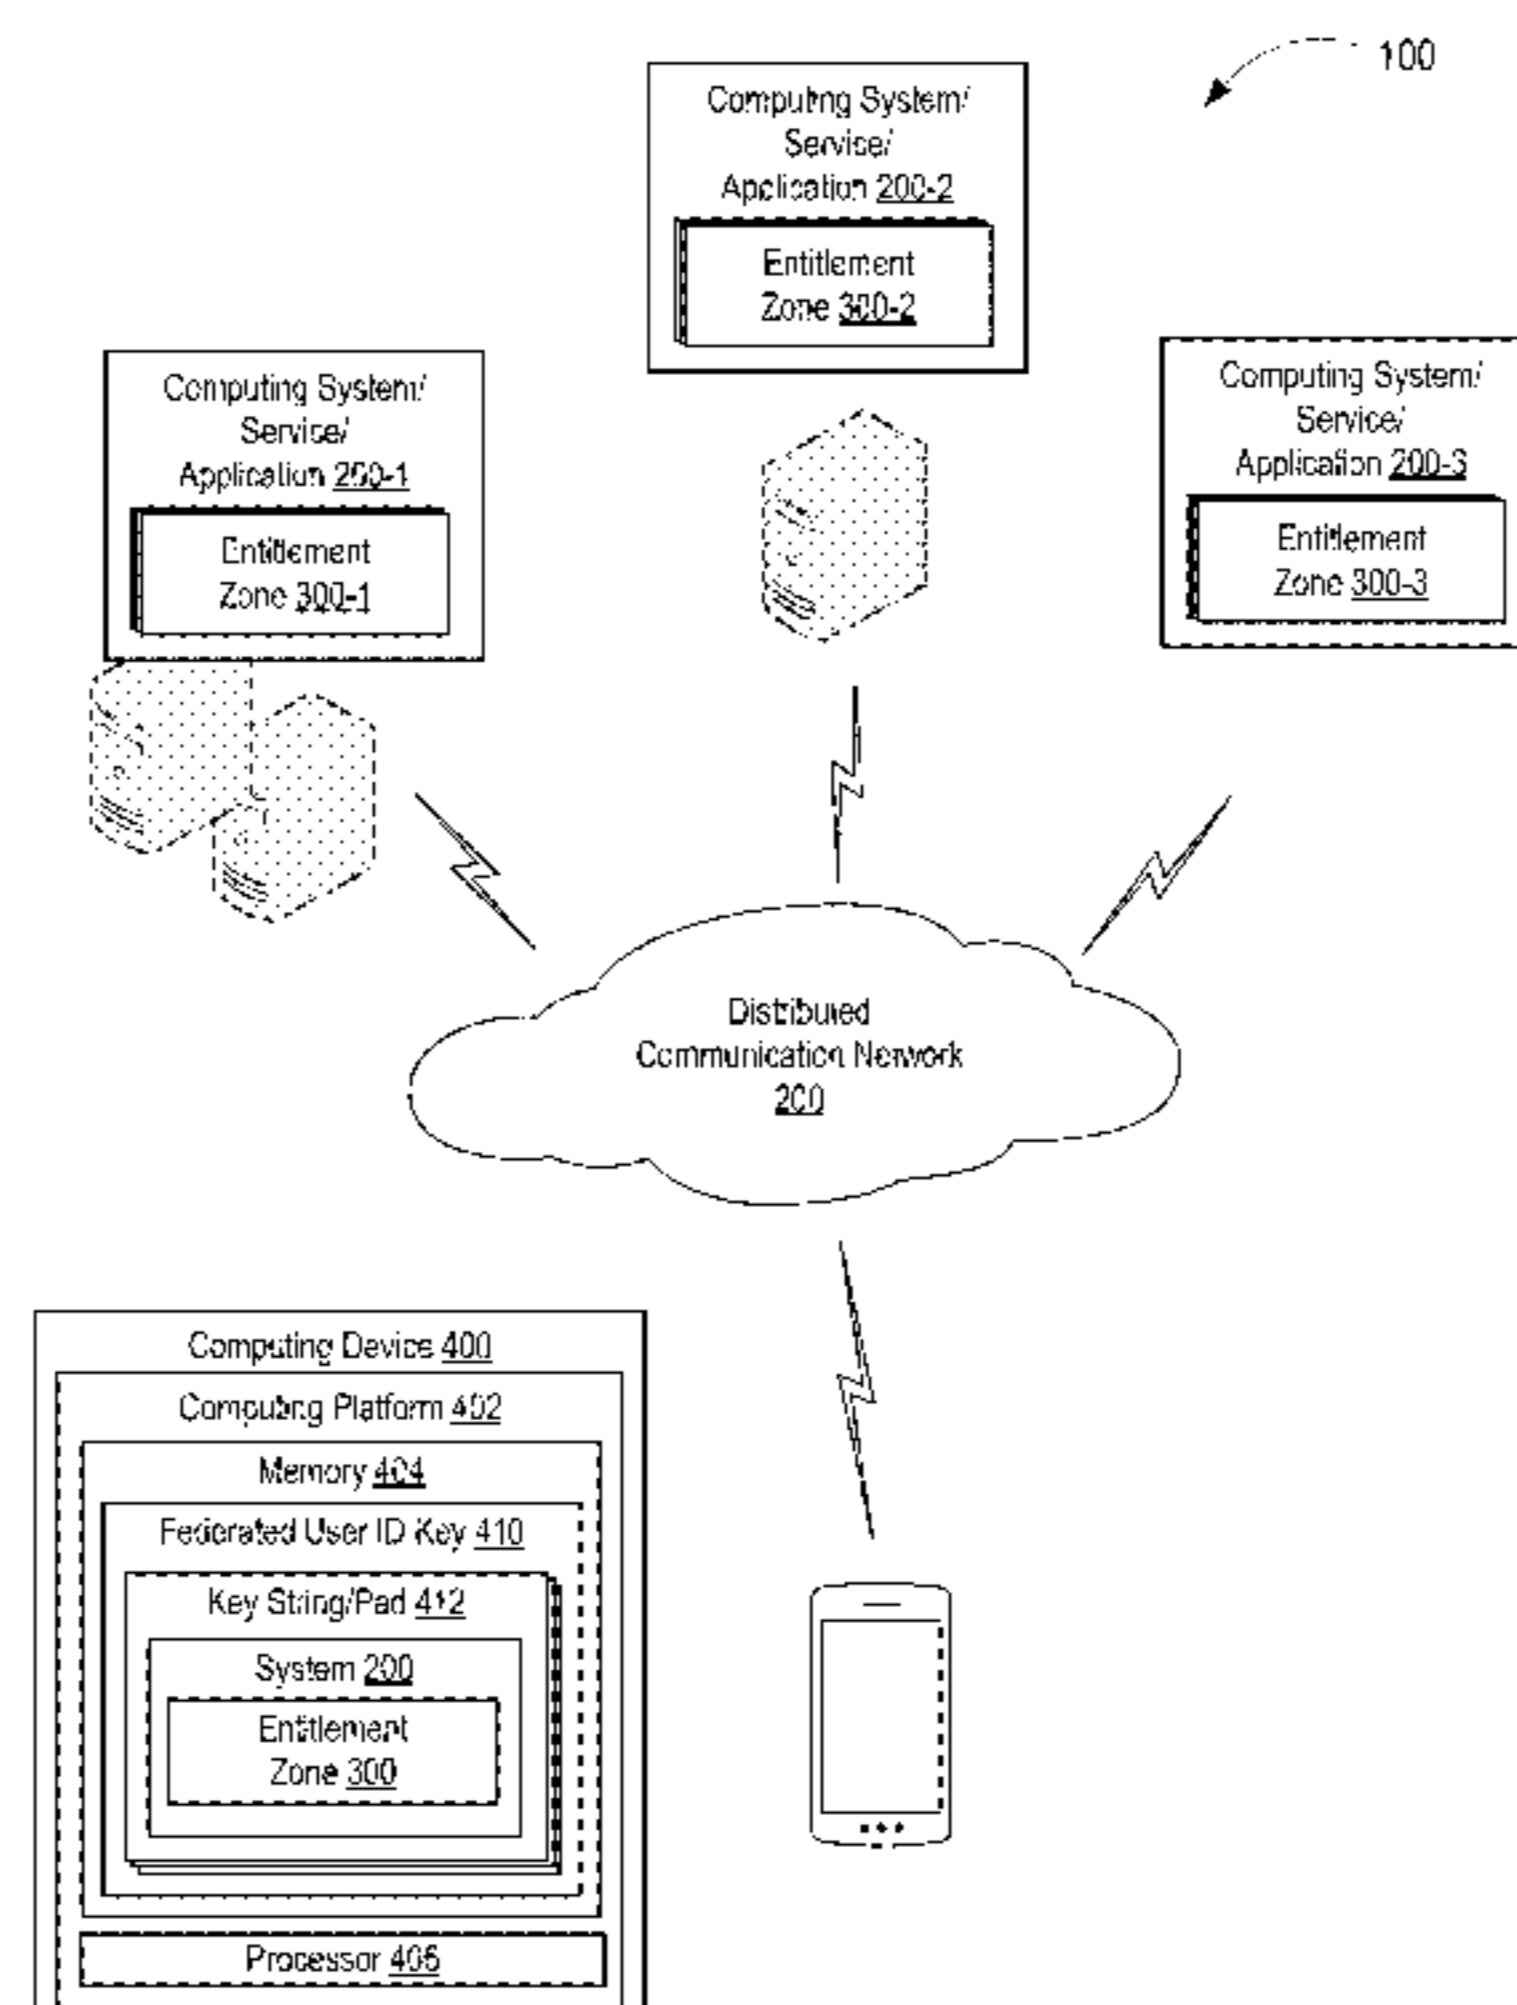 100
Computing System/
Service/
Application 200-2
Entitlement
Zone 300-2
Computing System/
Service/
Application 200-1
Entitlement
Zone 300-1
Computing System/
Service/
Application 200-3
Entitlement
Zone 300-3
Distributed
Communication Network
200
Computing Device 400
Computing Platform 402
Memory 404
Federated User ID Key 410
Key String/Pad 412
System 200
Entitlement
Zone 300
Processor 406